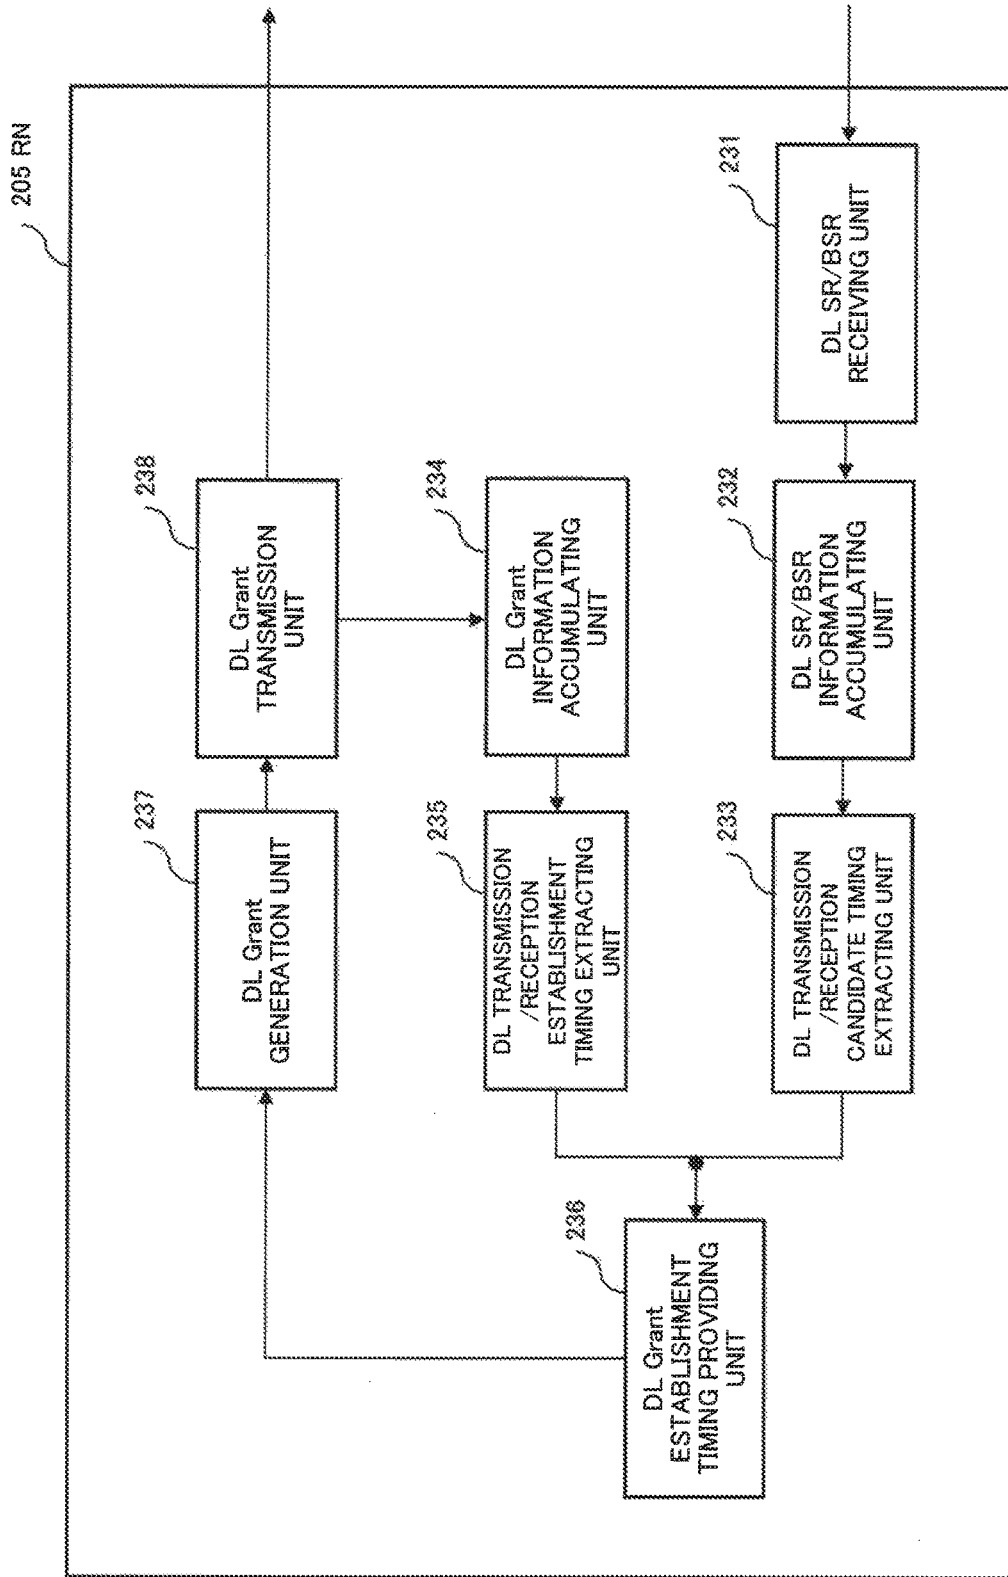 205 RN
237
DL Grant
GENERATION UNIT
238
DL Grant
TRANSMISSION
UNIT
236
DL Grant
ESTABLISHMENT
TIMING PROVIDING
UNIT
235
DL TRANSMISSION
/RECEPTION
ESTABLISHMENT
TIMING EXTRACTING
UNIT
234
DL Grant
INFORMATION
ACCUMULATING
UNIT
233
DL TRANSMISSION
/RECEPTION
CANDIDATE TIMING
EXTRACTING UNIT
232
DL SR/BSR
INFORMATION
ACCUMULATING
UNIT
231
DL SR/BSR
RECEIVING UNIT